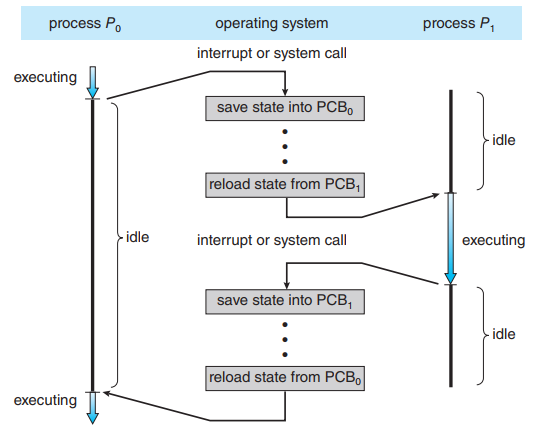 process P₀ operating system process P₁
interrupt or system call
executing
save state into PCB₀
idle
reload state from PCB₁
idle
interrupt or system call
executing
save state into PCB₁
idle
reload state from PCB₀
executing